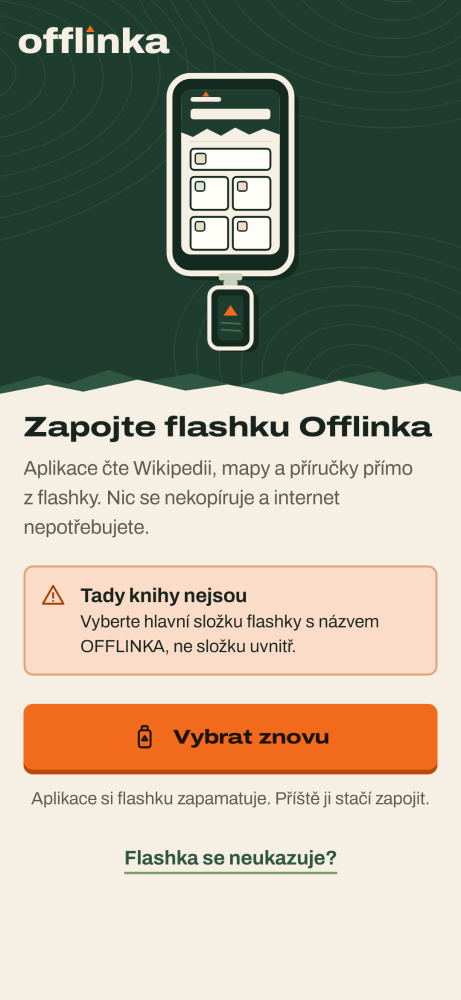 offlinka
Zapojte flashku Offlinka
Aplikace čte Wikipedii, mapy a příručky přímo
z flashky. Nic se nekopíruje a internet
nepotřebujete.
Tady knihy nejsou
Vyberte hlavní složku flashky s názvem
OFFLINKA, ne složku uvnitř.
Vybrat znovu
Aplikace si flashku zapamatuje. Příště ji stačí zapojit.
Flashka se neukazuje?